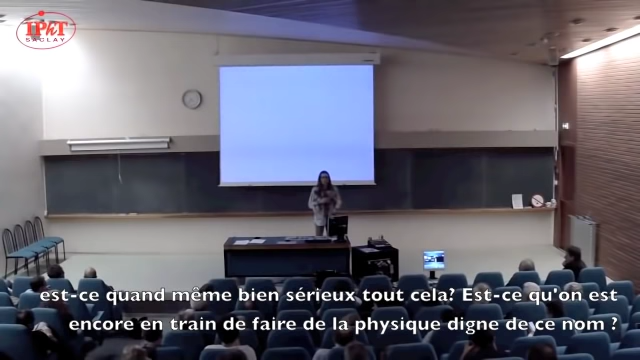 IPhT
SACLAY
est-ce quand même bien sérieux tout cela? Est-ce qu'on est
encore en train de faire de la physique digne de ce nom ?